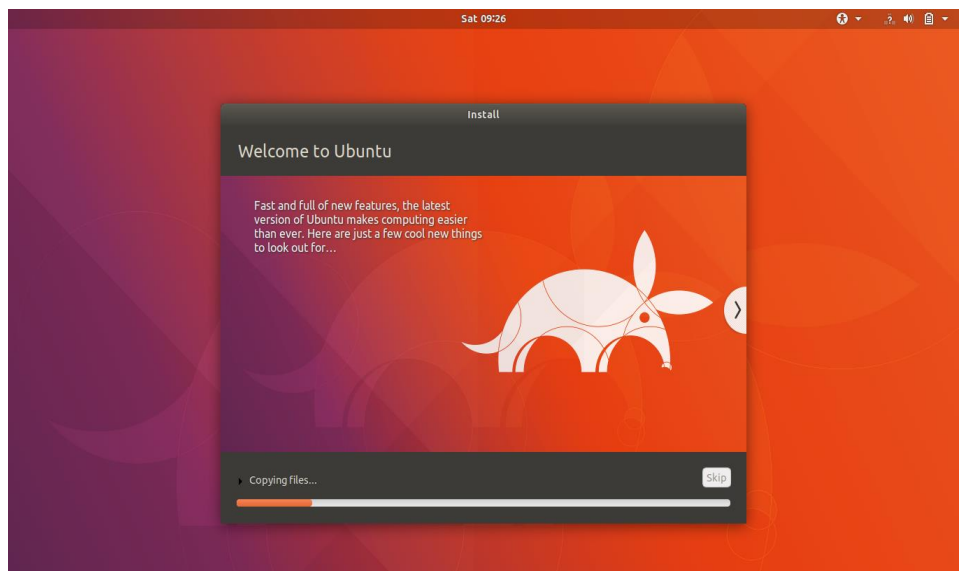 Sat 09:26
Install
Welcome to Ubuntu
Fast and full of new features, the latest
version of Ubuntu makes computing easier
than ever. Here are just a few cool new things
to look out for...
Copying files...
Skip